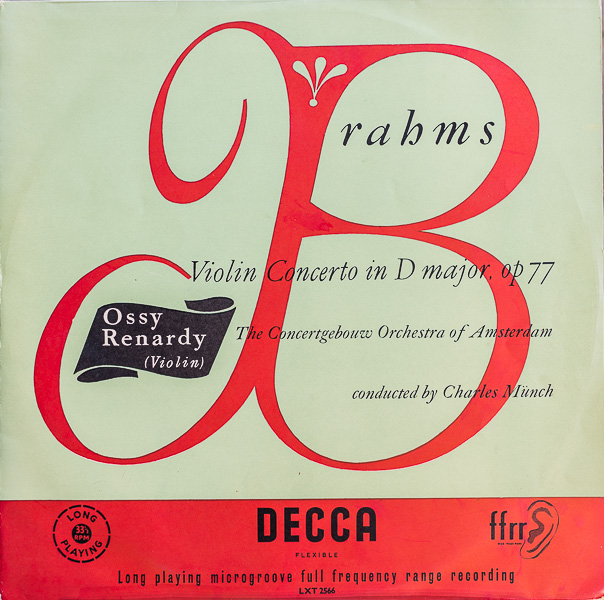 Brahms
Violin Concerto in D major, op 77
Ossy
Renardy
(Violin)
The Concertgebouw Orchestra of Amsterdam
conducted by Charles Münch
LONG
33⅓
RPM
PLAYING
DECCA
ffrr
FLEXIBLE
Long playing microgroove full frequency range recording
LXT 2566